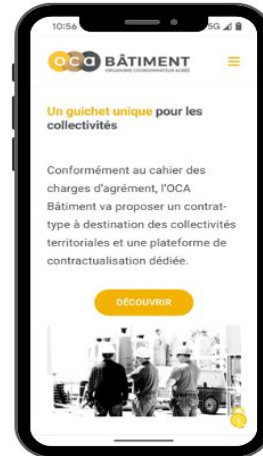 10:56
5G
oca BÂTIMENT
ORGANISME COORDONNATEUR AGRÉÉ
Un guichet unique pour les
collectivités
Conformément au cahier des
charges d'agrément, l'OCA
Bâtiment va proposer un contrat-
type à destination des collectivités
territoriales et une plateforme de
contractualisation dédiée.
DÉCOUVRIR